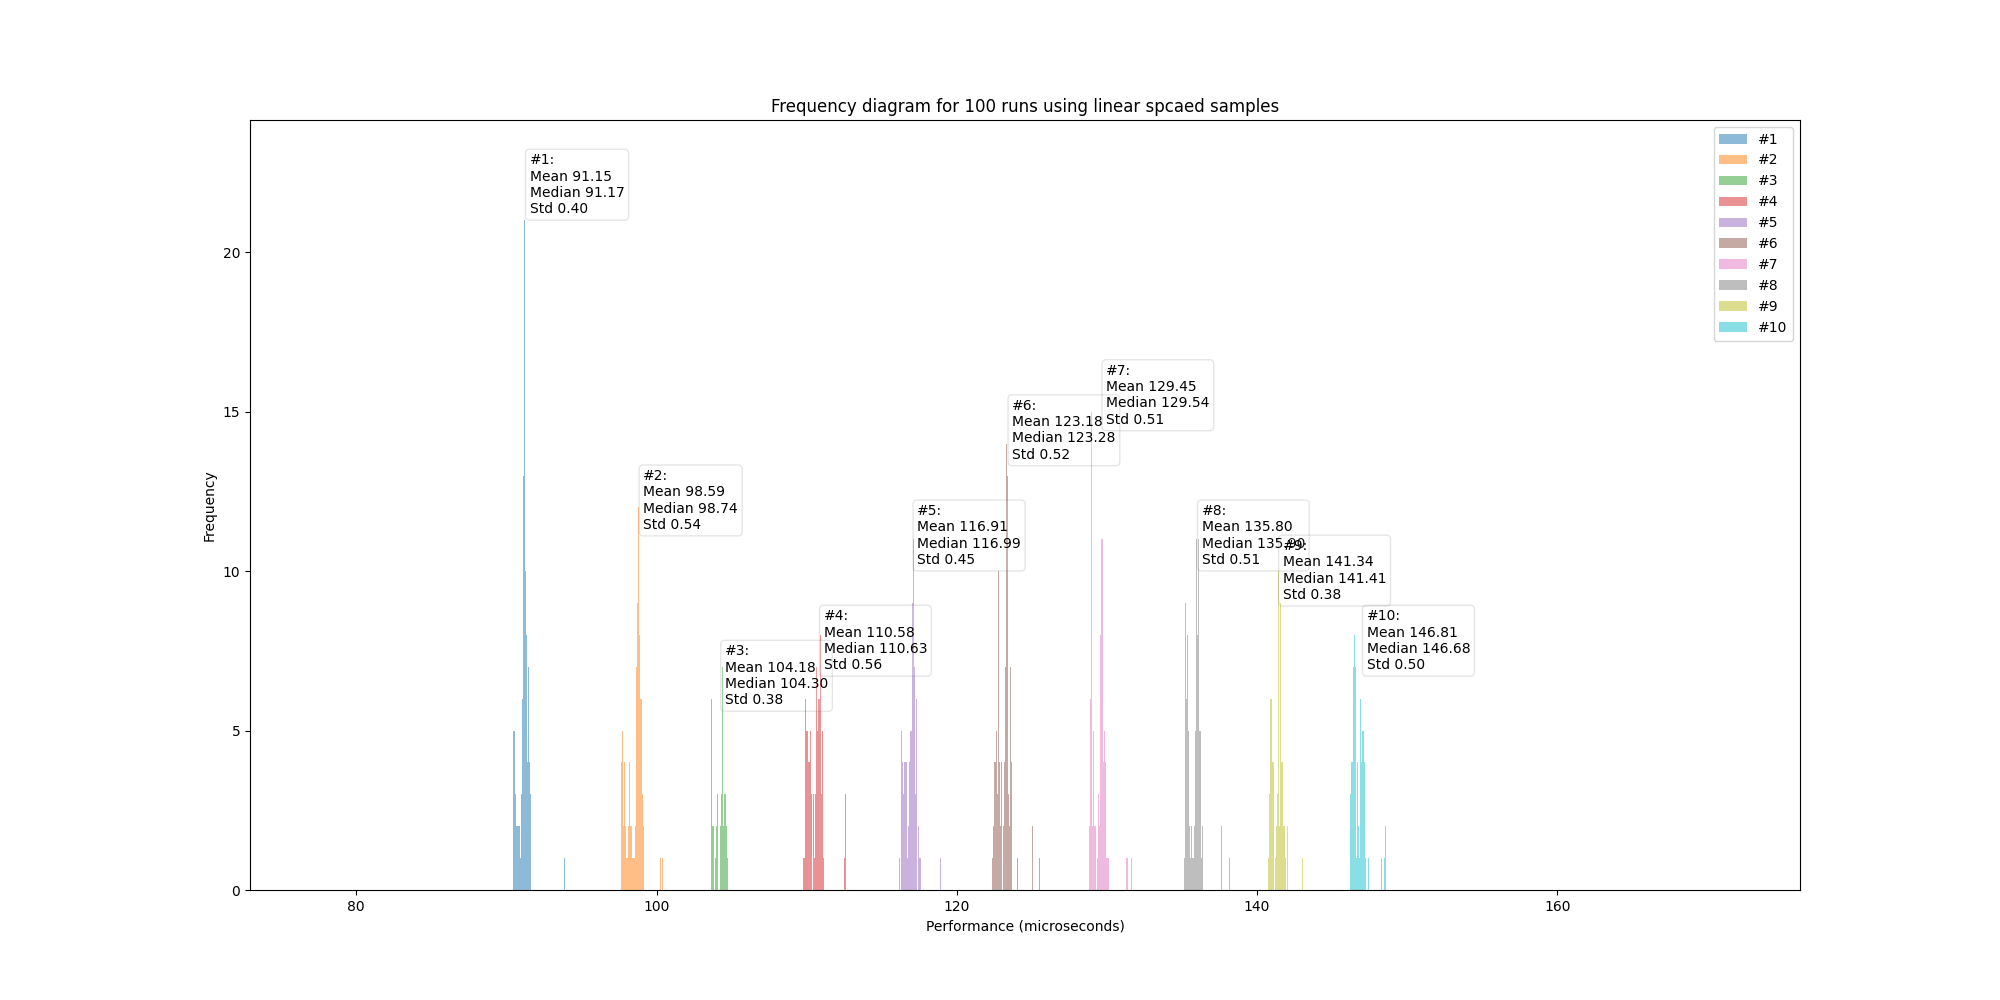 Frequency diagram for 100 runs using linear spcaed samples
#1:
Mean 91.15
Median 91.17
Std 0.40
#2:
Mean 98.59
Median 98.74
Std 0.54
#3:
Mean 104.18
Median 104.30
Std 0.38
#4:
Mean 110.58
Median 110.63
Std 0.56
#5:
Mean 116.91
Median 116.99
Std 0.45
#6:
Mean 123.18
Median 123.28
Std 0.52
#7:
Mean 129.45
Median 129.54
Std 0.51
#8:
Mean 135.80
Median 135.90
Std 0.51
#9:
Mean 141.34
Median 141.41
Std 0.38
#10:
Mean 146.81
Median 146.68
Std 0.50
#1
#2
#3
#4
#5
#6
#7
#8
#9
#10
Frequency
20
15
10
5
0
80
100
120
140
160
Performance (microseconds)